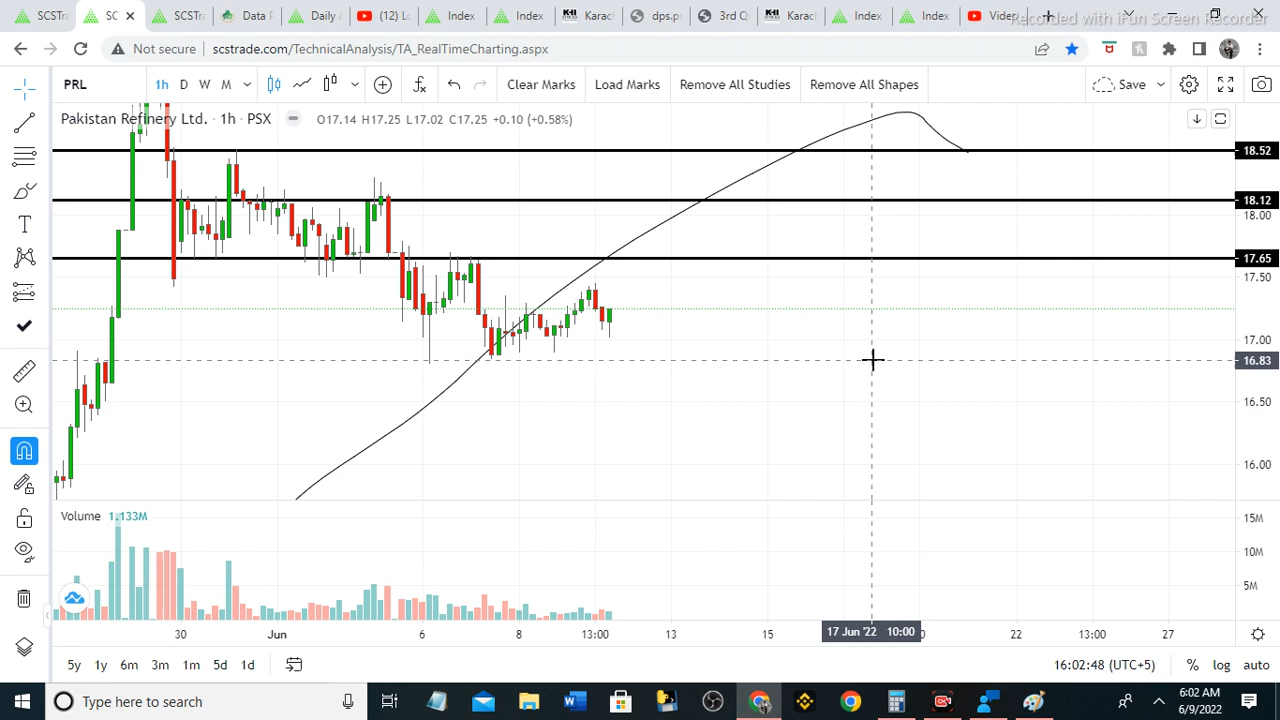 SCSTra
SC
SCSTra
Data P
Daily A
(12) Lo
Index
Index
Karach
dps.ps
3rd Q
Karach
Index
Index
Video
Recorded with iFun Screen Recorder
Not secure
scstrade.com/TechnicalAnalysis/TA_RealTimeCharting.aspx
PRL 1h D W M Clear Marks Load Marks Remove All Studies Remove All Shapes Save
Pakistan Refinery Ltd. · 1h · PSX O17.14 H17.25 L17.02 C17.25 +0.10 (+0.58%)
18.52
18.12
18.00
17.65
17.50
17.00
16.83
16.50
16.00
Volume 1.133M
15M
10M
5M
30 Jun 6 8 13:00 13 15 17 Jun '22 10:00 22 13:00 27
5y 1y 6m 3m 1m 5d 1d 16:02:48 (UTC+5) % log auto
Type here to search
6:02 AM
6/9/2022